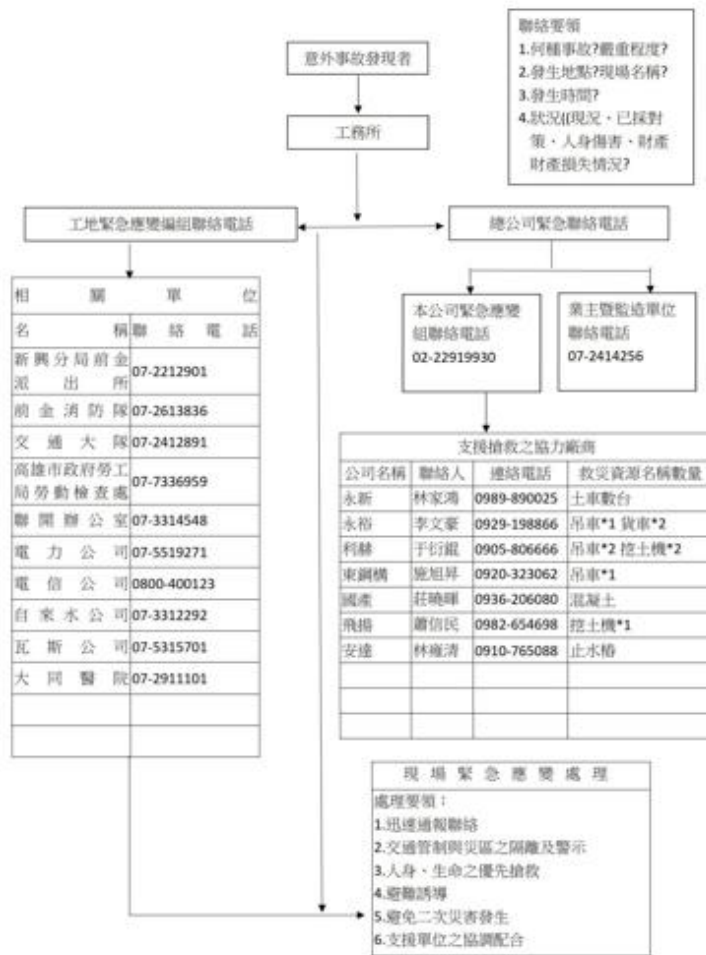 聯絡要領
1.何種事故?嚴重程度?
2.發生地點?現場名稱?
3.發生時間?
4.狀況((現況、已採對
策、人身傷害、財產
財產損失情況?
意外事故發現者
工務所
工地緊急應變編組聯絡電話
總公司緊急聯絡電話
相關單位
名稱 聯絡電話
新興分局前金
派出所 07-2212901
前金消防隊 07-2613836
交通大隊 07-2412891
高雄市政府勞工
局勞動檢查處 07-7336959
聯開辦公室 07-3314548
電力公司 07-5519271
電信公司 0800-400123
自來水公司 07-3312292
瓦斯公司 07-5315701
大同醫院 07-2911101
本公司緊急應變
組聯絡電話
02-22919930
業主暨監造單位
聯絡電話
07-2414256
支援搶救之協力廠商
公司名稱 聯絡人 連絡電話 救災資源名稱數量
永新 林家鴻 0989-890025 土車數台
永裕 李文豪 0929-198866 吊車*1 貨車*2
科赫 于衍錕 0905-806666 吊車*2 挖土機*2
東鋼構 施旭昇 0920-323062 吊車*1
國產 莊曉暉 0936-206080 混凝土
飛揚 蕭信民 0982-654698 挖土機*1
安達 林雍清 0910-765088 止水樁
現場緊急應變處理
處理要領：
1.迅速通報聯絡
2.交通管制與災區之隔離及警示
3.人身、生命之優先搶救
4.避難誘導
5.避免二次災害發生
6.支援單位之協調配合